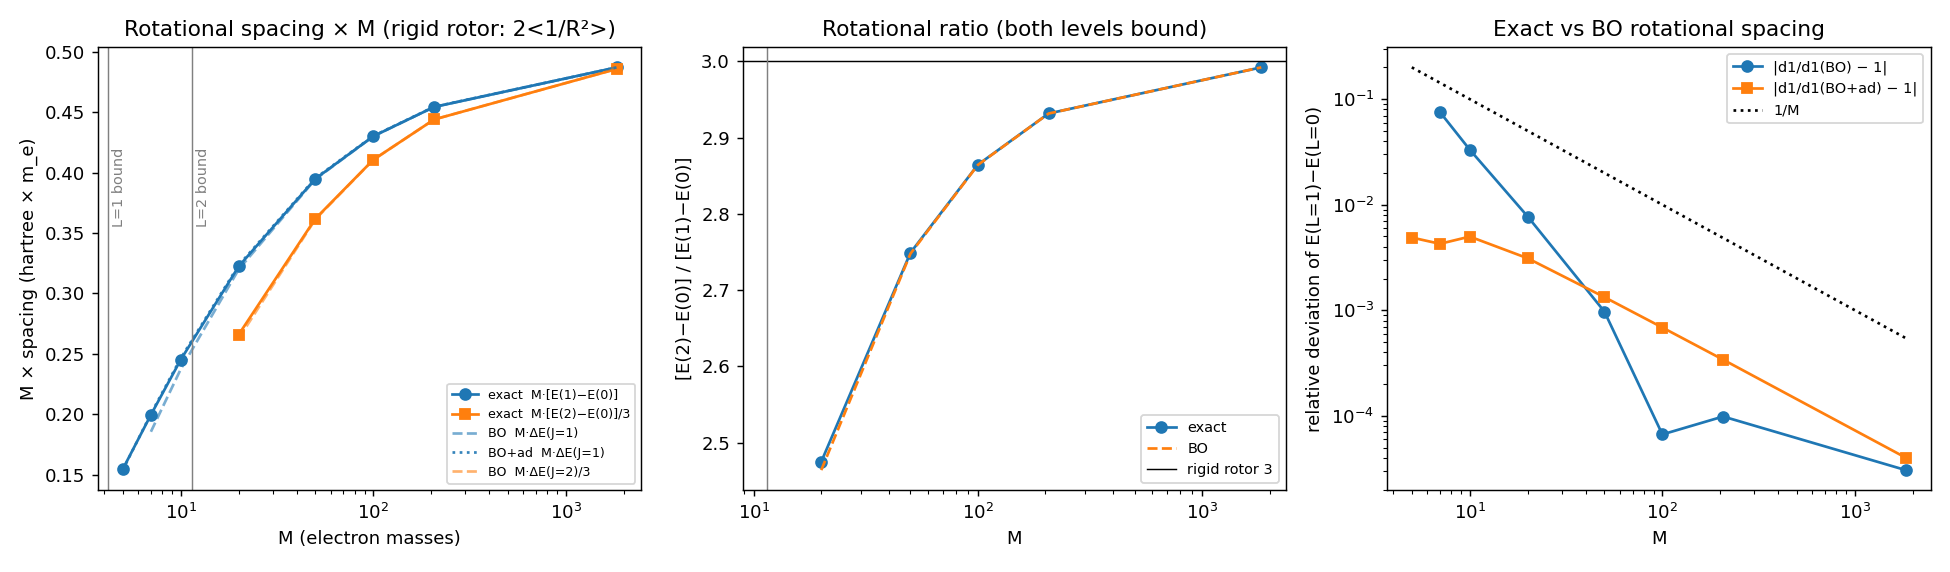 Rotational spacing × M (rigid rotor: 2<1/R²>)
M × spacing (hartree × m_e)
0.50
0.45
0.40
0.35
0.30
0.25
0.20
0.15
L=1 bound
L=2 bound
exact M·[E(1)−E(0)]
exact M·[E(2)−E(0)]/3
BO M·ΔE(J=1)
BO+ad M·ΔE(J=1)
BO M·ΔE(J=2)/3
10¹
10²
10³
M (electron masses)
Rotational ratio (both levels bound)
[E(2)−E(0)] / [E(1)−E(0)]
3.0
2.9
2.8
2.7
2.6
2.5
exact
BO
rigid rotor 3
10¹
10²
10³
M
Exact vs BO rotational spacing
relative deviation of E(L=1)−E(L=0)
10⁻¹
10⁻²
10⁻³
10⁻⁴
|d1/d1(BO) − 1|
|d1/d1(BO+ad) − 1|
1/M
10¹
10²
10³
M